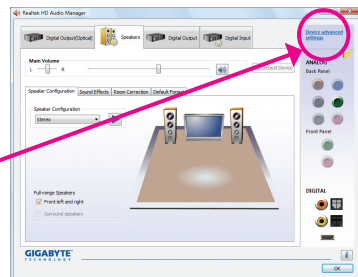 Realtek HD Audio Manager
Digital Output(Optical)
Speakers
Digital Output
Digital Input
Device advanced
settings
Main Volume
L
R
Default Device
ANALOG
Back Panel
Speaker Configuration
Sound Effects
Room Correction
Default Format
Speaker Configuration
Stereo
Front Panel
Full-range Speakers
Front left and right
Surround speakers
DIGITAL
GIGABYTE
TECHNOLOGY
i
OK